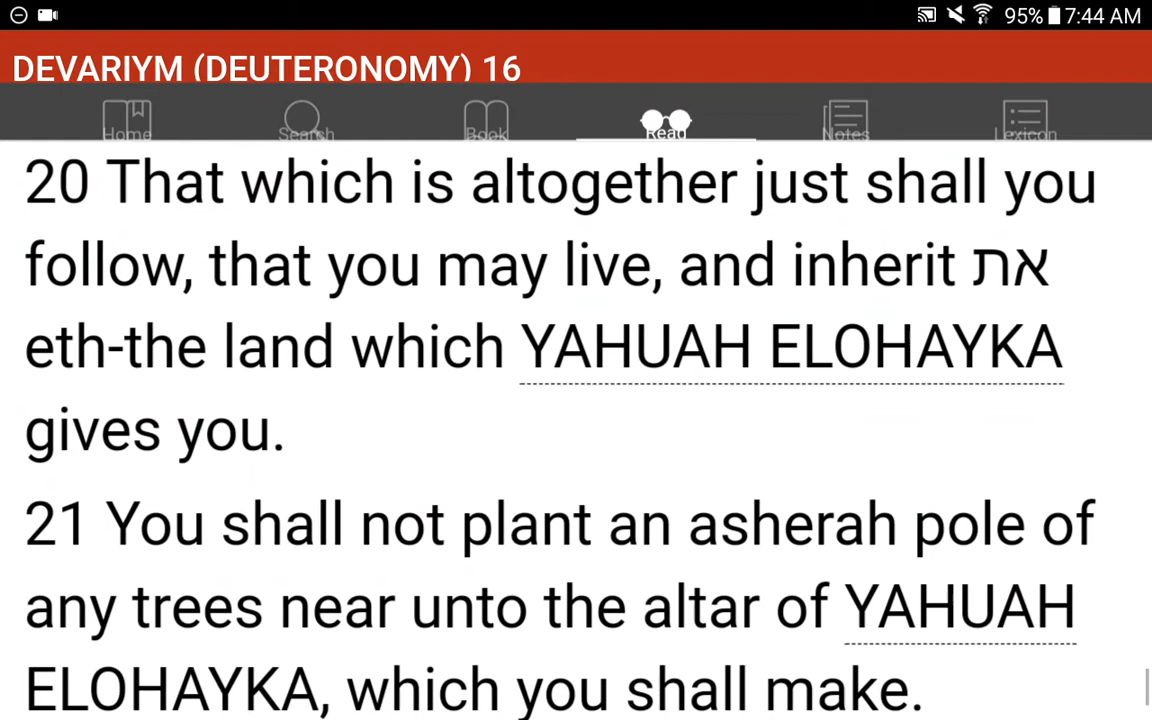 95% 7:44 AM
DEVARIYM (DEUTERONOMY) 16
Home Search Book Read Notes Lexicon
20 That which is altogether just shall you
follow, that you may live, and inherit את
eth-the land which YAHUAH ELOHAYKA
gives you.
21 You shall not plant an asherah pole of
any trees near unto the altar of YAHUAH
ELOHAYKA, which you shall make.